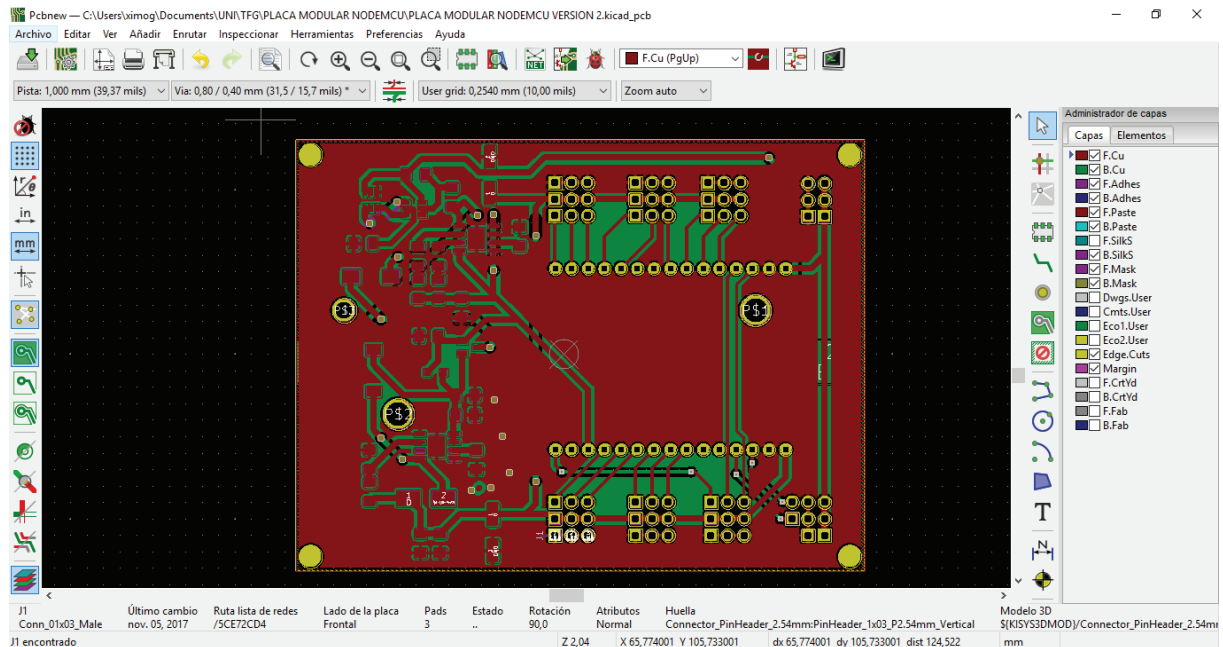 Pcbnew — C:\Users\ximog\Documents\UNI\TFG\PLACA MODULAR NODEMCU\PLACA MODULAR NODEMCU VERSION 2.kicad_pcb
Archivo Editar Ver Añadir Enrutar Inspeccionar Herramientas Preferencias Ayuda
NET
F.Cu (PgUp)
Pista: 1,000 mm (39,37 mils) Via: 0,80 / 0,40 mm (31,5 / 15,7 mils) * User grid: 0,2540 mm (10,00 mils) Zoom auto
in
mm
Administrador de capas
Capas Elementos
F.Cu
B.Cu
F.Adhes
B.Adhes
F.Paste
B.Paste
F.SilkS
B.SilkS
F.Mask
B.Mask
Dwgs.User
Cmts.User
Eco1.User
Eco2.User
Edge.Cuts
Margin
F.CrtYd
B.CrtYd
F.Fab
B.Fab
T
N
P$3
P$1
P$2
J1
J1 Último cambio Ruta lista de redes Lado de la placa Pads Estado Rotación Atributos Huella Modelo 3D
Conn_01x03_Male nov. 05, 2017 /5CE72CD4 Frontal 3 .. 90,0 Normal Connector_PinHeader_2.54mm:PinHeader_1x03_P2.54mm_Vertical ${KISYS3DMOD}/Connector_PinHeader_2.54mr
J1 encontrado Z 2,04 X 65,774001 Y 105,733001 dx 65,774001 dy 105,733001 dist 124,522 mm